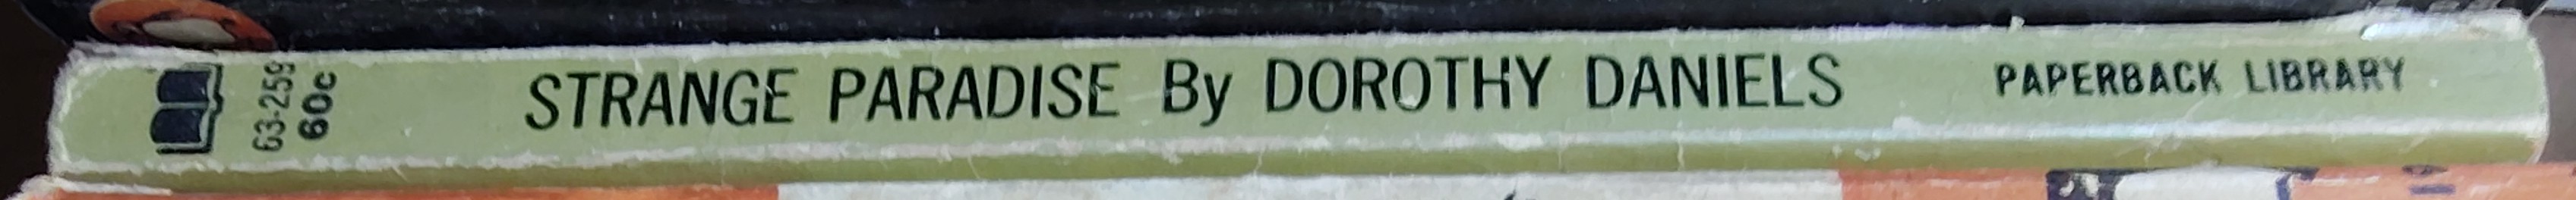 63-259
60c
STRANGE PARADISE By DOROTHY DANIELS
PAPERBACK LIBRARY